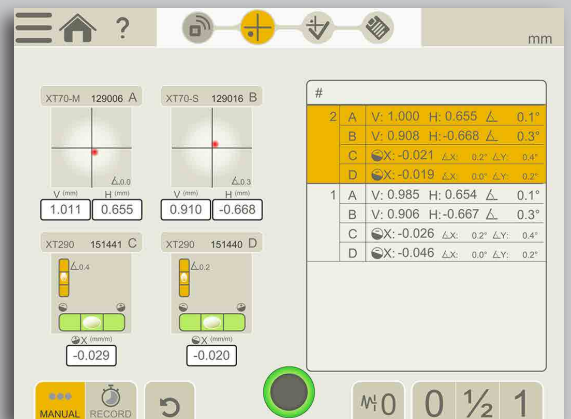 ?
mm
XT70-M 129006 A
XT70-S 129016 B
#
∠.0.0
∠.0.3
V (mm) H (mm)
V (mm) H (mm)
1.011 0.655
0.910 -0.668
2 A V: 1.000 H: 0.655 ∠ 0.1°
B V: 0.908 H:-0.668 ∠ 0.3°
C X: -0.021 ∠X: 0.2° ∠Y: 0.4°
D X: -0.019 ∠X: 0.0° ∠Y: 0.2°
1 A V: 0.985 H: 0.654 ∠ 0.1°
B V: 0.906 H:-0.667 ∠ 0.3°
C X: -0.026 ∠X: 0.2° ∠Y: 0.4°
D X: -0.046 ∠X: 0.0° ∠Y: 0.2°
XT290 151441 C
XT290 151440 D
∠.0.4
∠.0.2
X (mm/m)
X (mm/m)
-0.029
-0.020
MANUAL RECORD
0 0 ½ 1